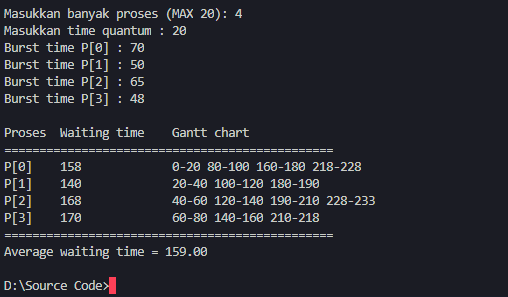 Masukkan banyak proses (MAX 20): 4
Masukkan time quantum : 20
Burst time P[0] : 70
Burst time P[1] : 50
Burst time P[2] : 65
Burst time P[3] : 48
Proses  Waiting time    Gantt chart
===============================================
P[0]    158             0-20 80-100 160-180 218-228
P[1]    140             20-40 100-120 180-190
P[2]    168             40-60 120-140 190-210 228-233
P[3]    170             60-80 140-160 210-218
===============================================
Average waiting time = 159.00
D:\Source Code>